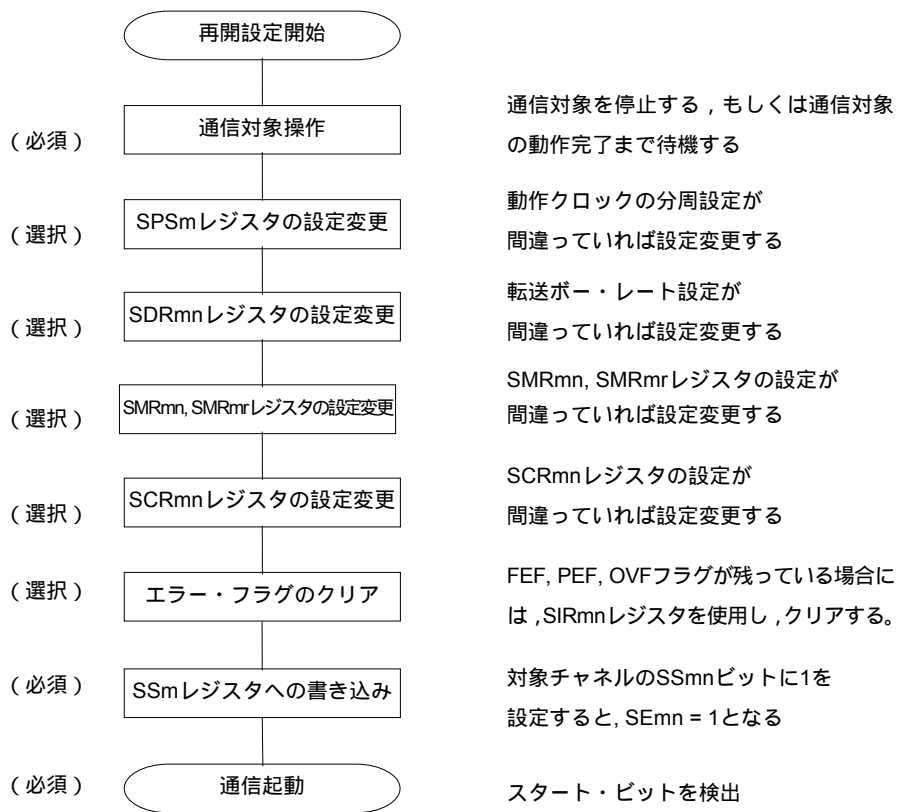 再開設定開始
（必須）
通信対象操作
通信対象を停止する，もしくは通信対象
の動作完了まで待機する
（選択）
SPSmレジスタの設定変更
動作クロックの分周設定が
間違っていれば設定変更する
（選択）
SDRmnレジスタの設定変更
転送ボー・レート設定が
間違っていれば設定変更する
（選択）
SMRmn, SMRmrレジスタの設定変更
SMRmn, SMRmrレジスタの設定が
間違っていれば設定変更する
（選択）
SCRmnレジスタの設定変更
SCRmnレジスタの設定が
間違っていれば設定変更する
（選択）
エラー・フラグのクリア
FEF, PEF, OVFフラグが残っている場合に
は，SIRmnレジスタを使用し，クリアする。
（必須）
SSmレジスタへの書き込み
対象チャネルのSSmnビットに1を
設定すると, SEmn = 1となる
（必須）
通信起動
スタート・ビットを検出